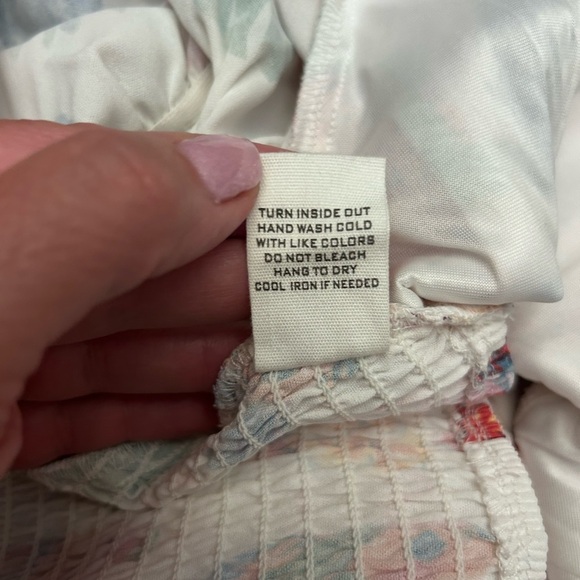 TURN INSIDE OUT
HAND WASH COLD
WITH LIKE COLORS
DO NOT BLEACH
HANG TO DRY
COOL IRON IF NEEDED